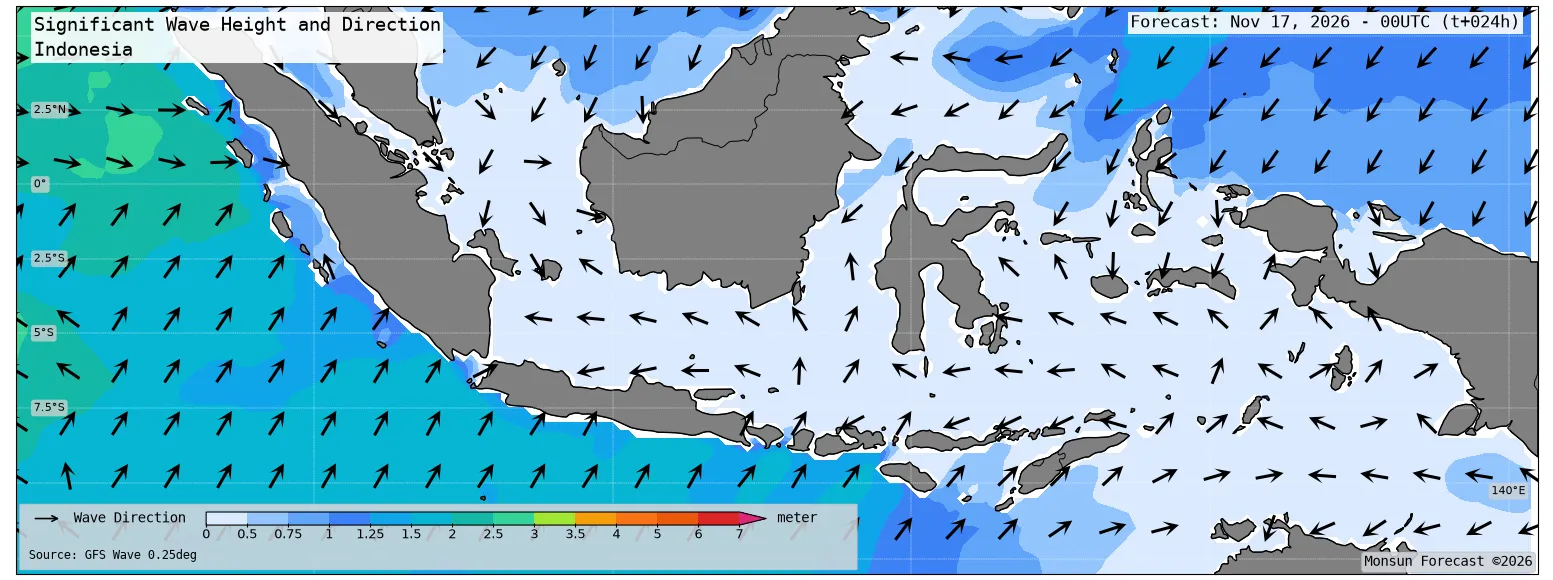 Significant Wave Height and Direction
Indonesia
Forecast: Nov 17, 2026 - 00UTC (t+024h)
2.5°N
0°
2.5°S
5°S
7.5°S
140°E
Wave Direction
0 0.5 0.75 1 1.25 1.5 2 2.5 3 3.5 4 5 6 7
meter
Source: GFS Wave 0.25deg
Monsun Forecast ©2026